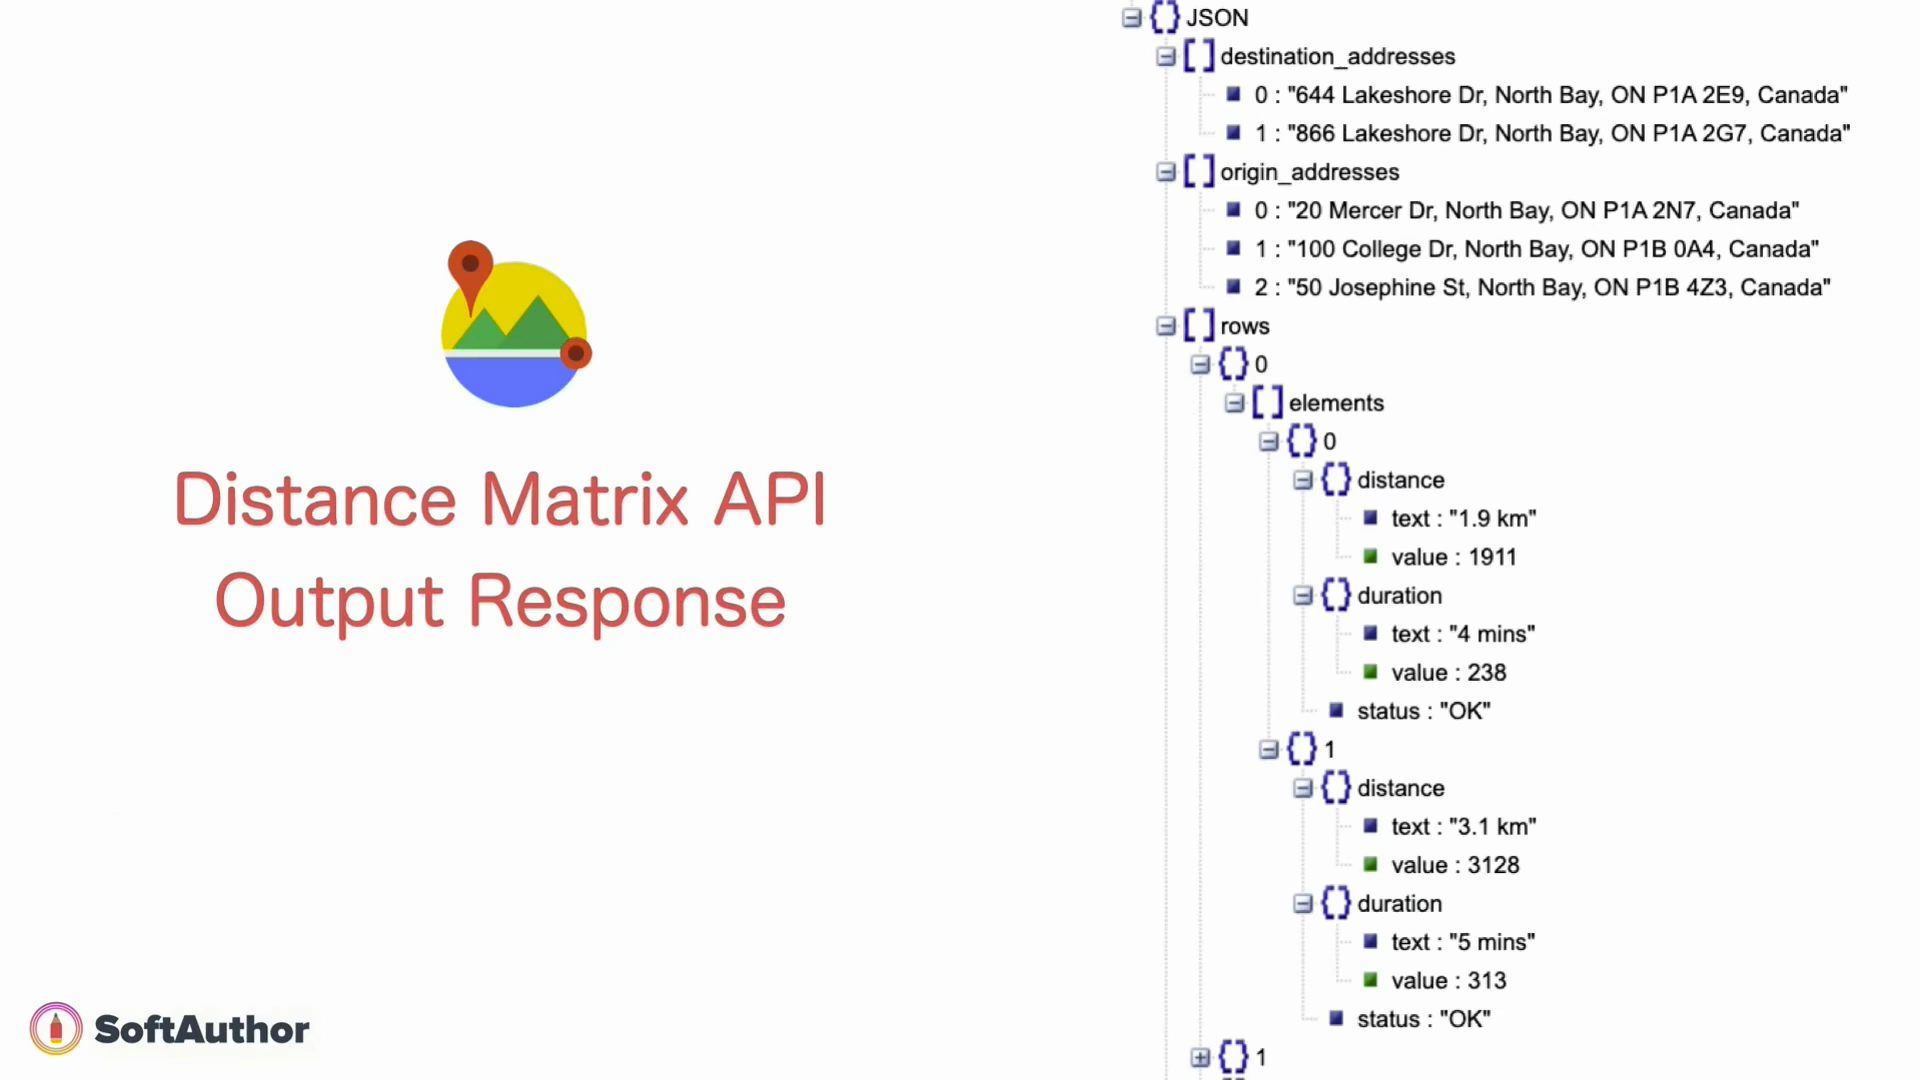 Distance Matrix API
Output Response
SoftAuthor
JSON
destination_addresses
0 : "644 Lakeshore Dr, North Bay, ON P1A 2E9, Canada"
1 : "866 Lakeshore Dr, North Bay, ON P1A 2G7, Canada"
origin_addresses
0 : "20 Mercer Dr, North Bay, ON P1A 2N7, Canada"
1 : "100 College Dr, North Bay, ON P1B 0A4, Canada"
2 : "50 Josephine St, North Bay, ON P1B 4Z3, Canada"
rows
0
elements
0
distance
text : "1.9 km"
value : 1911
duration
text : "4 mins"
value : 238
status : "OK"
1
distance
text : "3.1 km"
value : 3128
duration
text : "5 mins"
value : 313
status : "OK"
1